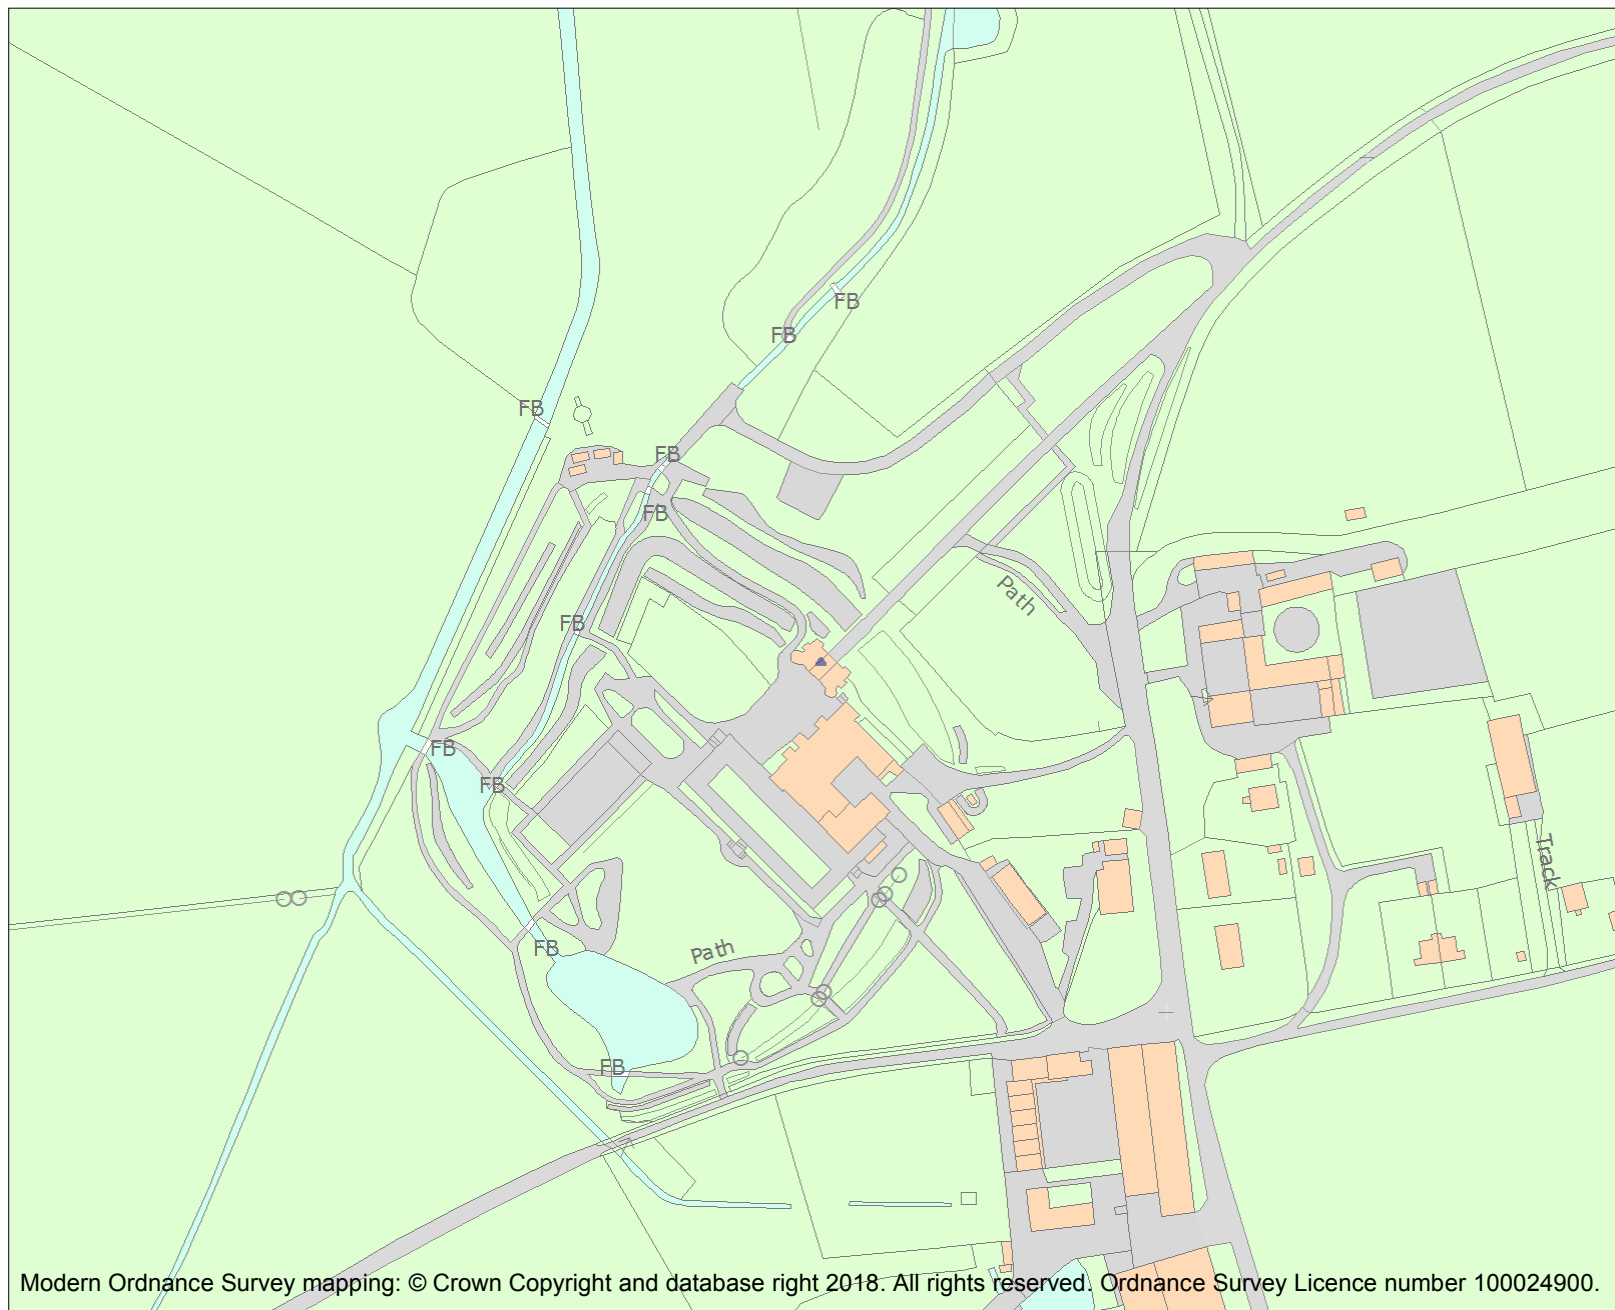 FB
FB
FB
FB
FB
Path
FB
FB
FB
Track
FB
Path
FB
Modern Ordnance Survey mapping: © Crown Copyright and database right 2018. All rights reserved. Ordnance Survey Licence number 100024900.